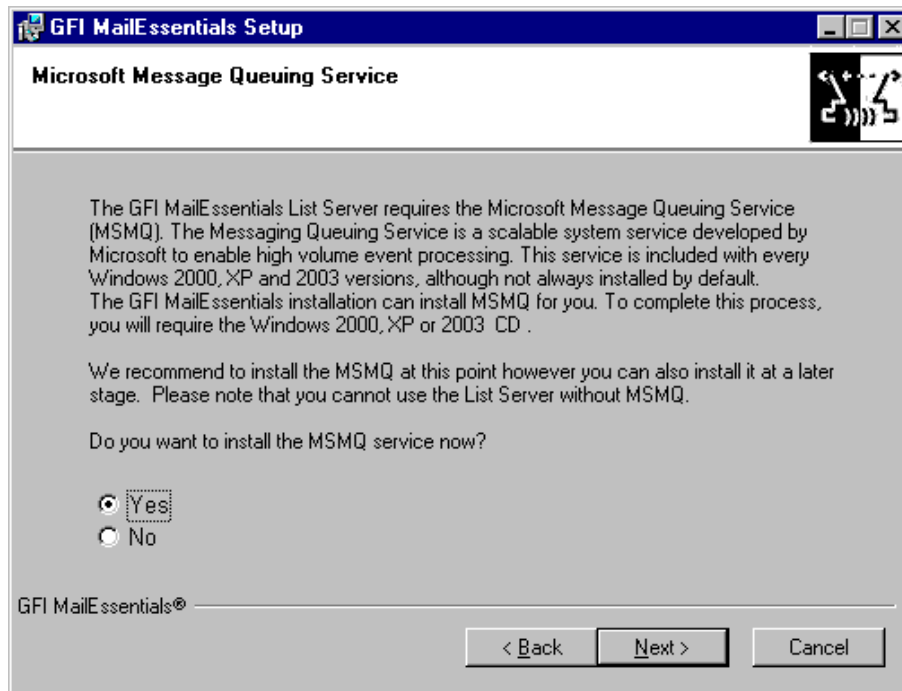 GFI MailEssentials Setup
Microsoft Message Queuing Service
The GFI MailEssentials List Server requires the Microsoft Message Queuing Service
(MSMQ). The Messaging Queuing Service is a scalable system service developed by
Microsoft to enable high volume event processing. This service is included with every
Windows 2000, XP and 2003 versions, although not always installed by default.
The GFI MailEssentials installation can install MSMQ for you. To complete this process,
you will require the Windows 2000, XP or 2003  CD .
We recommend to install the MSMQ at this point however you can also install it at a later
stage.  Please note that you cannot use the List Server without MSMQ.
Do you want to install the MSMQ service now?
Yes
No
GFI MailEssentials®
< Back
Next >
Cancel